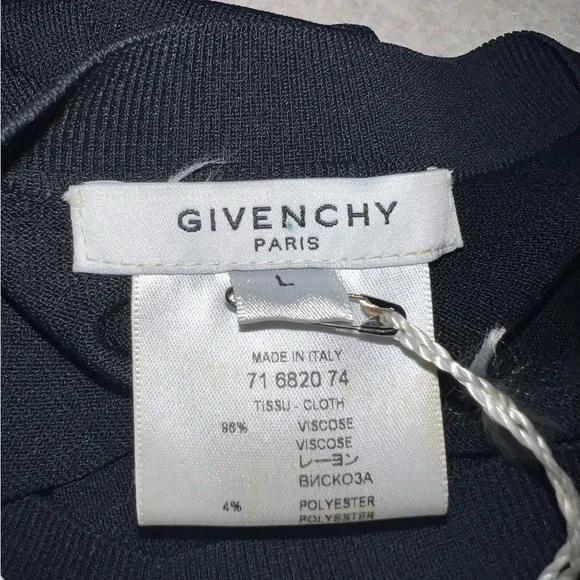 GIVENCHY
PARIS
L
MADE IN ITALY
71 6820 74
TISSU - CLOTH
96% VISCOSE
VISCOSE
レーヨン
ВИСКОЗА
4% POLYESTER
POLYESTER